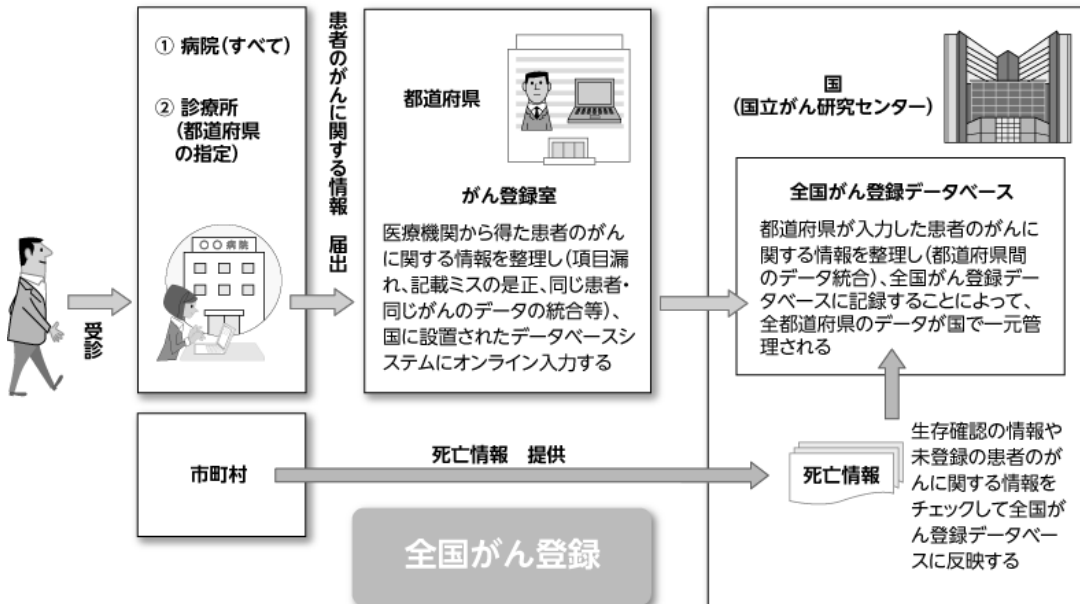 ① 病院(すべて)
② 診療所
(都道府県
の指定)
〇〇病院
受診
患者のがんに関する情報 届出
都道府県
がん登録室
医療機関から得た患者のがん
に関する情報を整理し(項目漏
れ、記載ミスの是正、同じ患者・
同じがんのデータの統合等)、
国に設置されたデータベースシ
ステムにオンライン入力する
国
(国立がん研究センター)
全国がん登録データベース
都道府県が入力した患者のがんに
関する情報を整理し(都道府県間
のデータ統合)、全国がん登録デー
タベースに記録することによって、
全都道府県のデータが国で一元管
理される
市町村
死亡情報 提供
死亡情報
生存確認の情報や
未登録の患者のが
んに関する情報を
チェックして全国が
ん登録データベー
スに反映する
全国がん登録